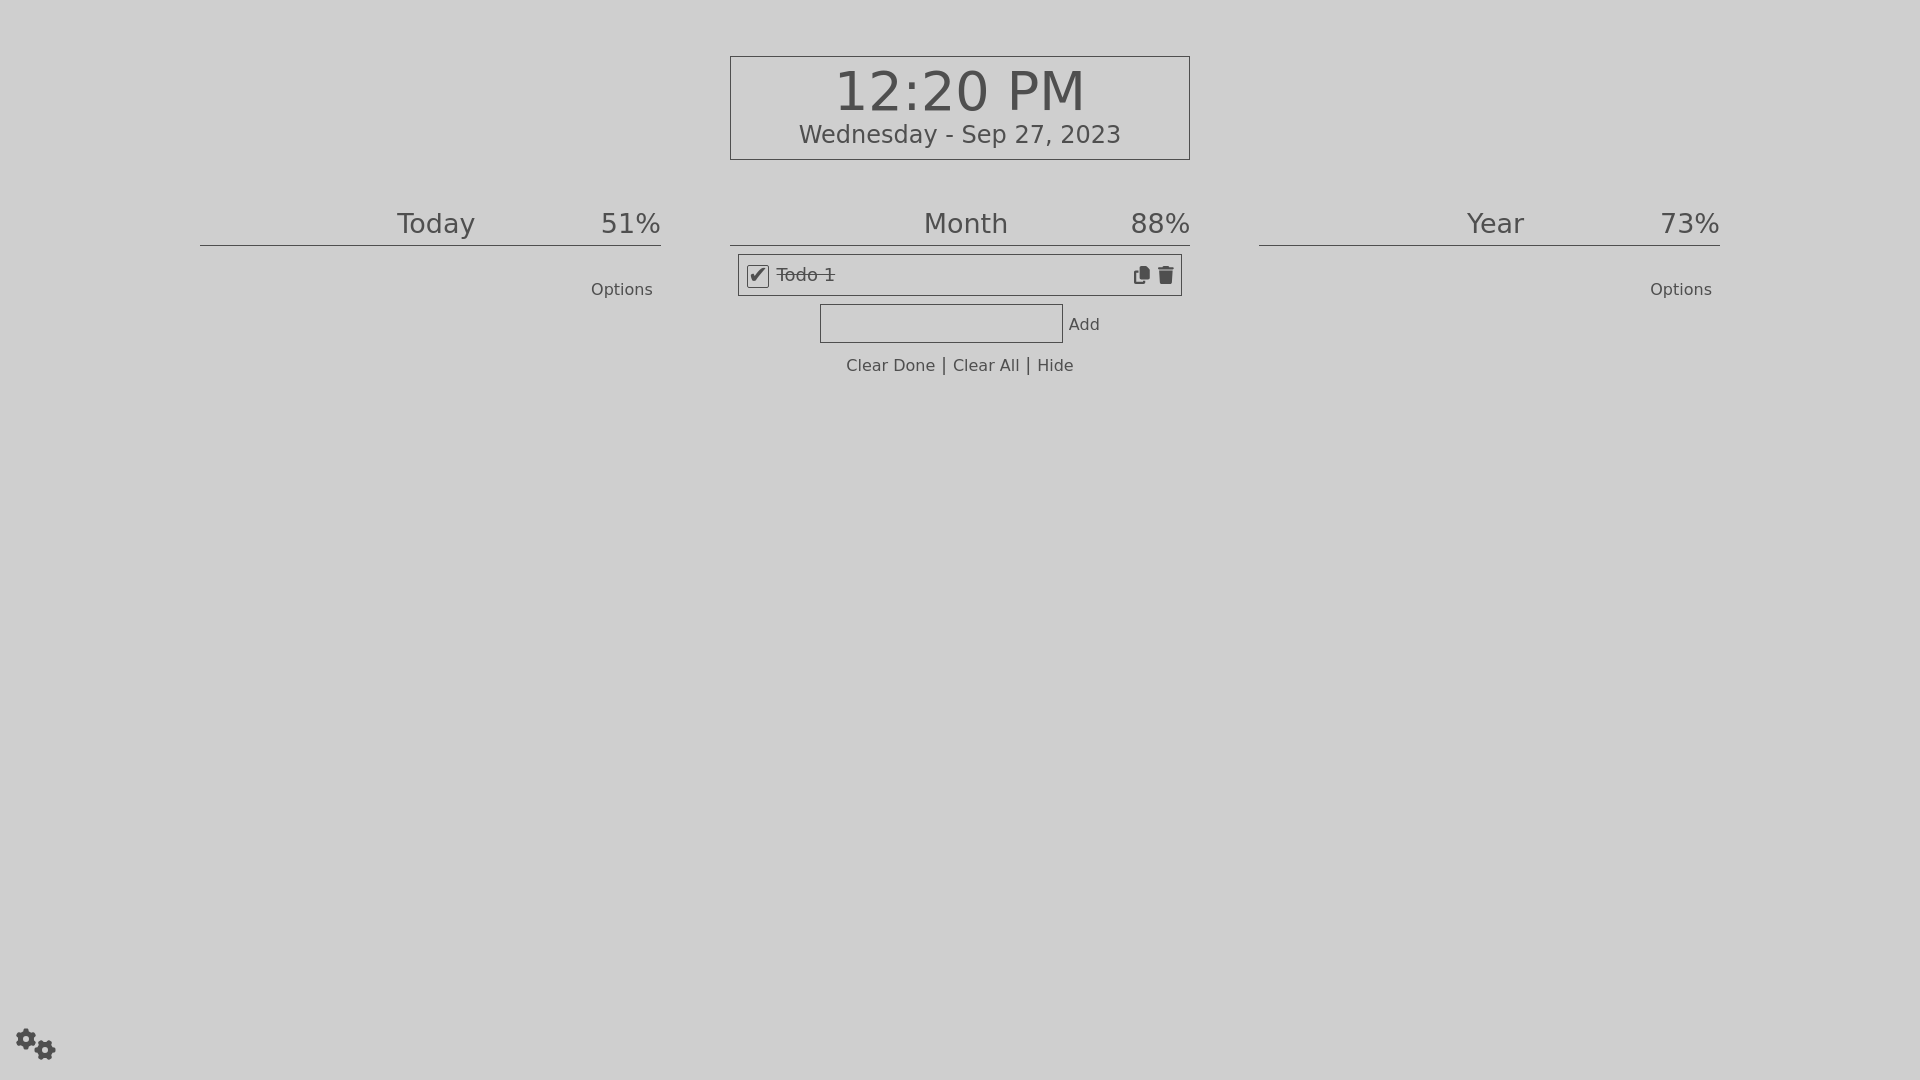 12:20 PM
Wednesday - Sep 27, 2023
Today 51%
Options
Month 88%
Todo 1
Add
Clear Done | Clear All | Hide
Year 73%
Options